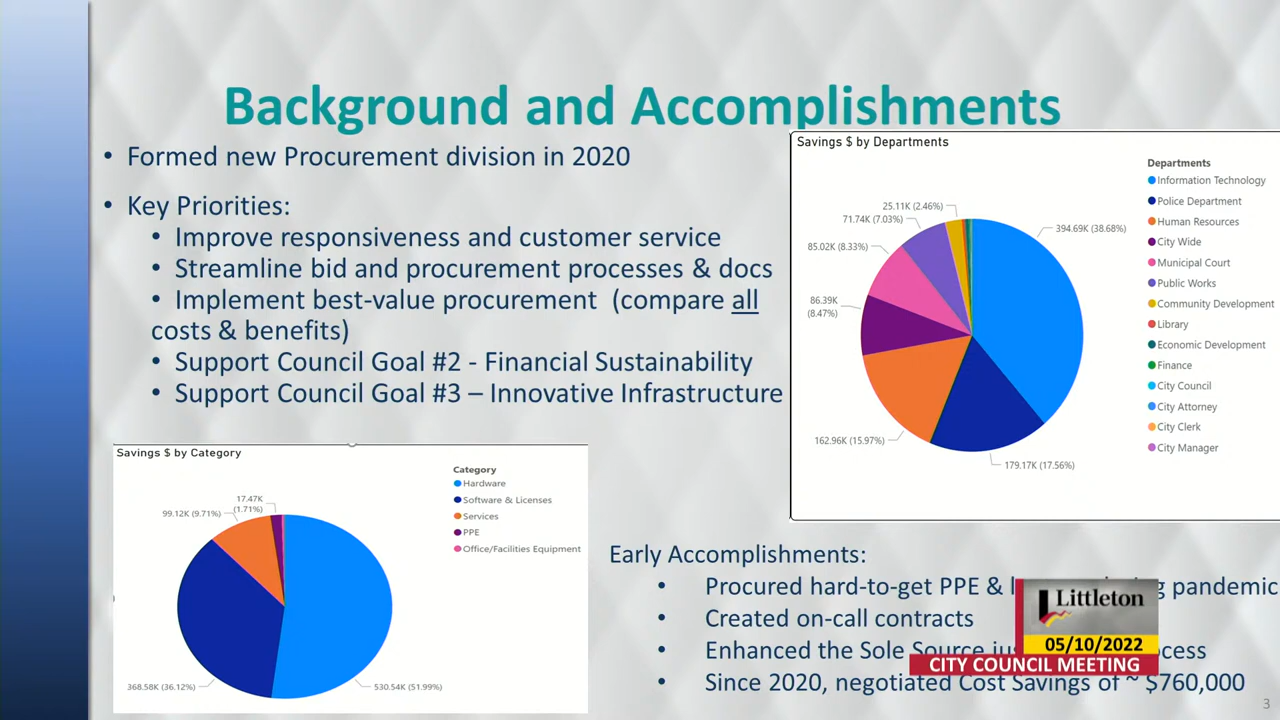 Background and Accomplishments
• Formed new Procurement division in 2020
• Key Priorities:
• Improve responsiveness and customer service
• Streamline bid and procurement processes & docs
• Implement best-value procurement (compare all
costs & benefits)
• Support Council Goal #2 - Financial Sustainability
• Support Council Goal #3 – Innovative Infrastructure
Savings $ by Departments
25.11K (2.46%)
71.74K (7.03%)
85.02K (8.33%)
86.39K
(8.47%)
162.96K (15.97%)
179.17K (17.56%)
394.69K (38.68%)
Departments
Information Technology
Police Department
Human Resources
City Wide
Municipal Court
Public Works
Community Development
Library
Economic Development
Finance
City Council
City Attorney
City Clerk
City Manager
Savings $ by Category
17.47K
(1.71%)
99.12K (9.71%)
368.58K (36.12%)
530.54K (51.99%)
Category
Hardware
Software & Licenses
Services
PPE
Office/Facilities Equipment
Early Accomplishments:
• Procured hard-to-get PPE & pandemic
• Created on-call contracts
• Enhanced the Sole Source
• Since 2020, negotiated Cost Savings of ~ $760,000
Littleton
05/10/2022
CITY COUNCIL MEETING
3